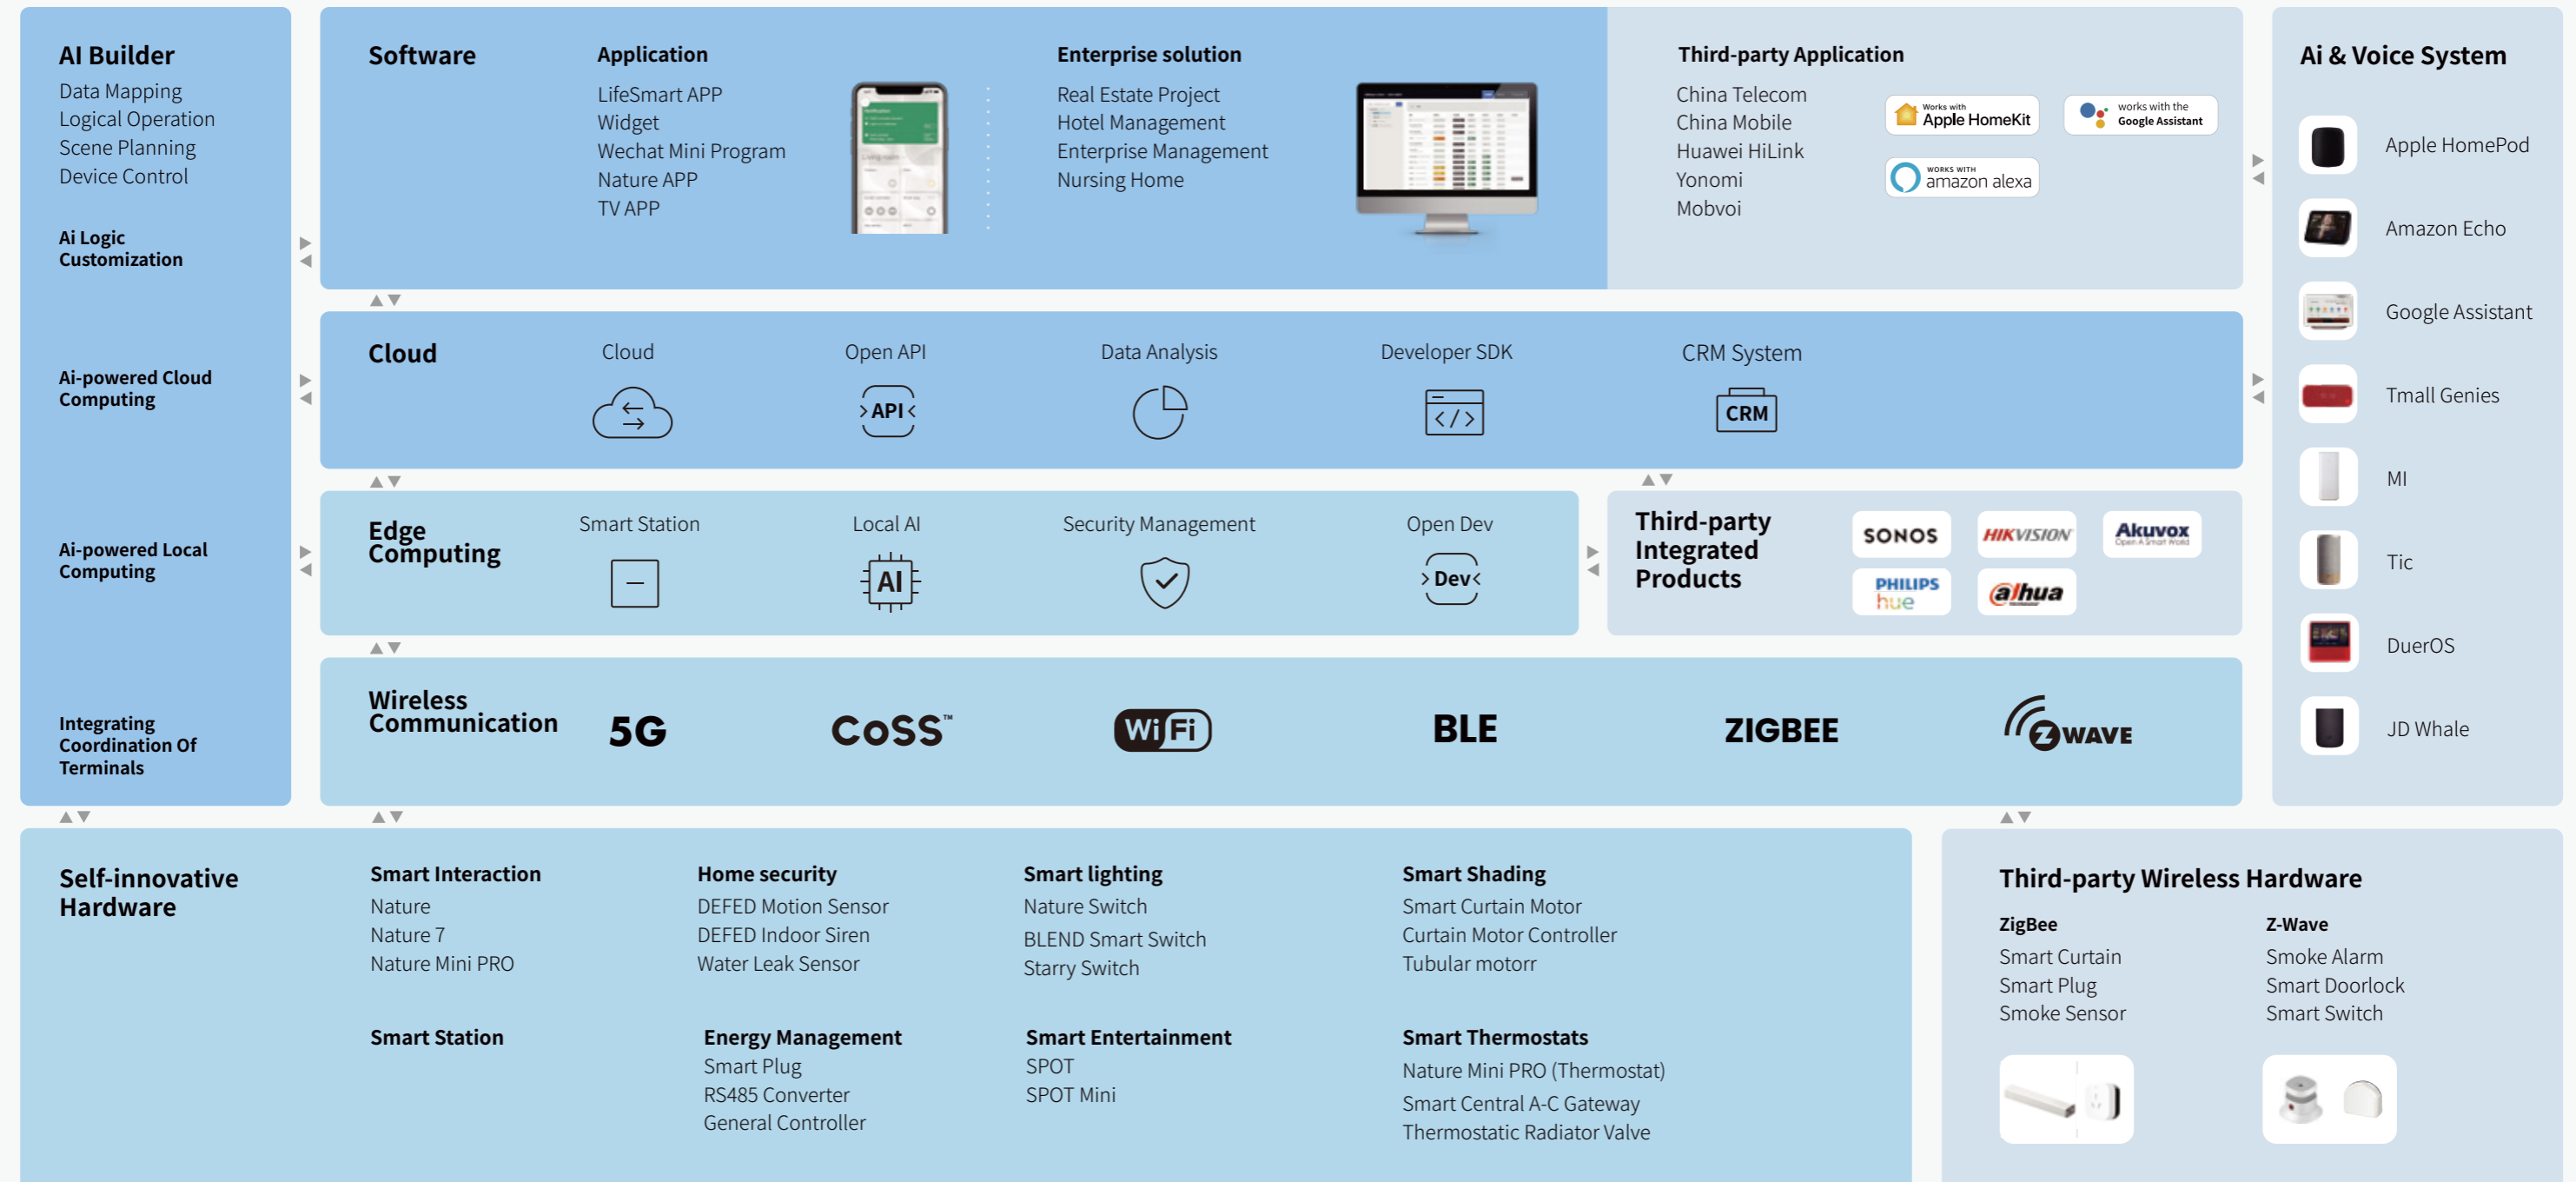 AI Builder
Data Mapping
Logical Operation
Scene Planning
Device Control
Ai Logic
Customization
Ai-powered Cloud
Computing
Ai-powered Local
Computing
Integrating
Coordination Of
Terminals
Software
Application
LifeSmart APP
Widget
Wechat Mini Program
Nature APP
TV APP
Enterprise solution
Real Estate Project
Hotel Management
Enterprise Management
Nursing Home
Third-party Application
China Telecom
China Mobile
Huawei HiLink
Yonomi
Mobvoi
Works with
Apple HomeKit
works with the
Google Assistant
WORKS WITH
amazon alexa
Cloud
Cloud
Open API
API
Data Analysis
Developer SDK
</>
CRM System
CRM
Edge
Computing
Smart Station
Local AI
AI
Security Management
Open Dev
Dev
Third-party
Integrated
Products
SONOS
HIKVISION
Akuvox
Open A Smart World
PHILIPS
hue
alhua
Wireless
Communication
5G
CoSS™
WiFi
BLE
ZIGBEE
Z WAVE
Ai & Voice System
Apple HomePod
Amazon Echo
Google Assistant
Tmall Genies
MI
Tic
DuerOS
JD Whale
Self-innovative
Hardware
Smart Interaction
Nature
Nature 7
Nature Mini PRO
Home security
DEFED Motion Sensor
DEFED Indoor Siren
Water Leak Sensor
Smart lighting
Nature Switch
BLEND Smart Switch
Starry Switch
Smart Shading
Smart Curtain Motor
Curtain Motor Controller
Tubular motorr
Smart Station
Energy Management
Smart Plug
RS485 Converter
General Controller
Smart Entertainment
SPOT
SPOT Mini
Smart Thermostats
Nature Mini PRO (Thermostat)
Smart Central A-C Gateway
Thermostatic Radiator Valve
Third-party Wireless Hardware
ZigBee
Smart Curtain
Smart Plug
Smoke Sensor
Z-Wave
Smoke Alarm
Smart Doorlock
Smart Switch